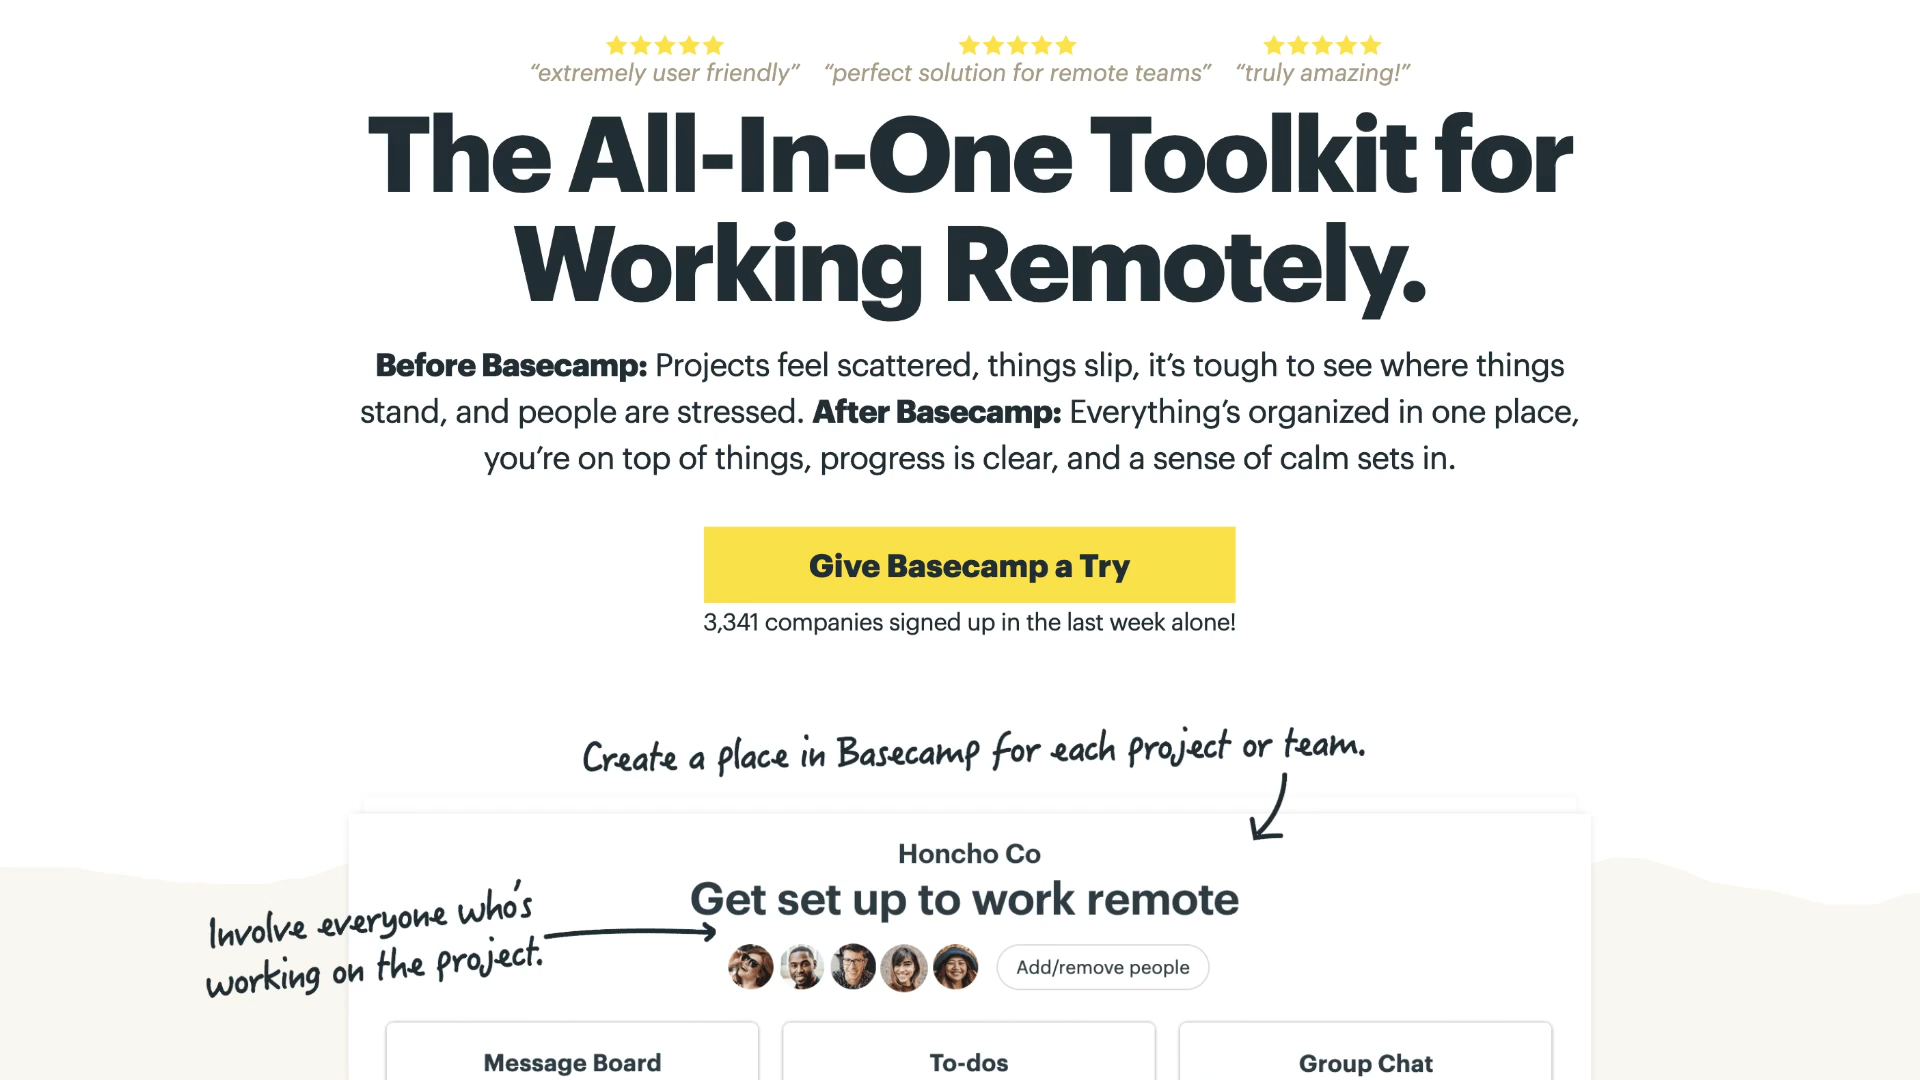 “extremely user friendly” “perfect solution for remote teams” “truly amazing!”
The All-In-One Toolkit for
Working Remotely.
Before Basecamp: Projects feel scattered, things slip, it’s tough to see where things
stand, and people are stressed. After Basecamp: Everything’s organized in one place,
you’re on top of things, progress is clear, and a sense of calm sets in.
Give Basecamp a Try
3,341 companies signed up in the last week alone!
Create a place in Basecamp for each project or team.
Honcho Co
Get set up to work remote
Involve everyone who’s
working on the project.
Add/remove people
Message Board
To-dos
Group Chat